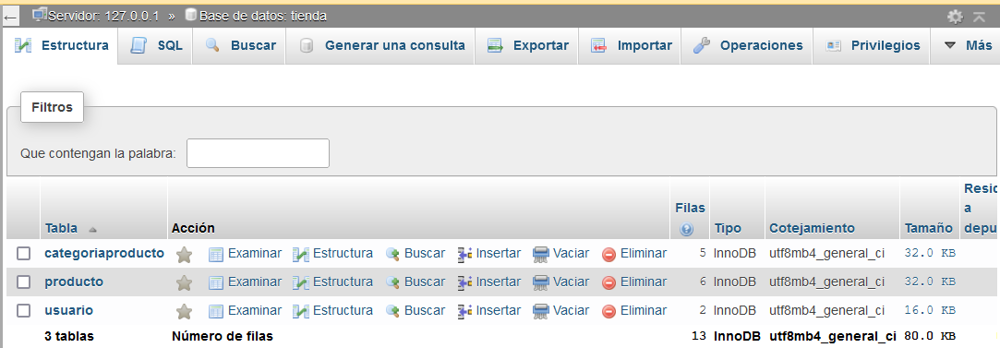 Servidor: 127.0.0.1 » Base de datos: tienda
Estructura SQL Buscar Generar una consulta Exportar Importar Operaciones Privilegios Más
Filtros
Que contengan la palabra:
Tabla Acción Filas Tipo Cotejamiento Tamaño Resid a depu
categoriaproducto Examinar Estructura Buscar Insertar Vaciar Eliminar 5 InnoDB utf8mb4_general_ci 32.0 KB
producto Examinar Estructura Buscar Insertar Vaciar Eliminar 6 InnoDB utf8mb4_general_ci 32.0 KB
usuario Examinar Estructura Buscar Insertar Vaciar Eliminar 2 InnoDB utf8mb4_general_ci 16.0 KB
3 tablas Número de filas 13 InnoDB utf8mb4_general_ci 80.0 KB